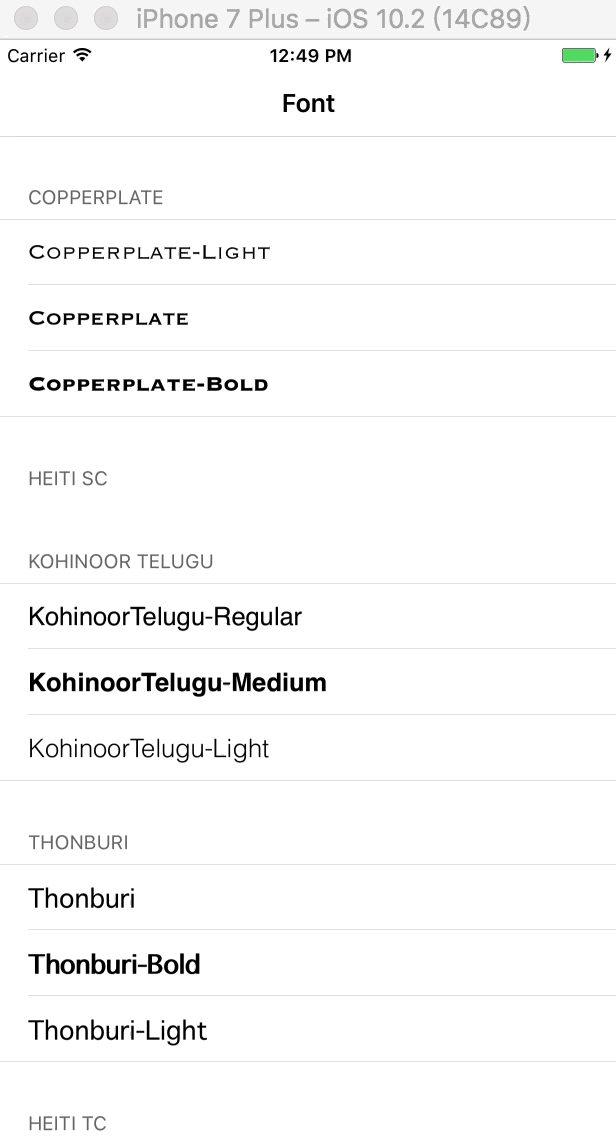 iPhone 7 Plus – iOS 10.2 (14C89)
Carrier 12:49 PM
Font
COPPERPLATE
Copperplate-Light
Copperplate
Copperplate-Bold
HEITI SC
KOHINOOR TELUGU
KohinoorTelugu-Regular
KohinoorTelugu-Medium
KohinoorTelugu-Light
THONBURI
Thonburi
Thonburi-Bold
Thonburi-Light
HEITI TC